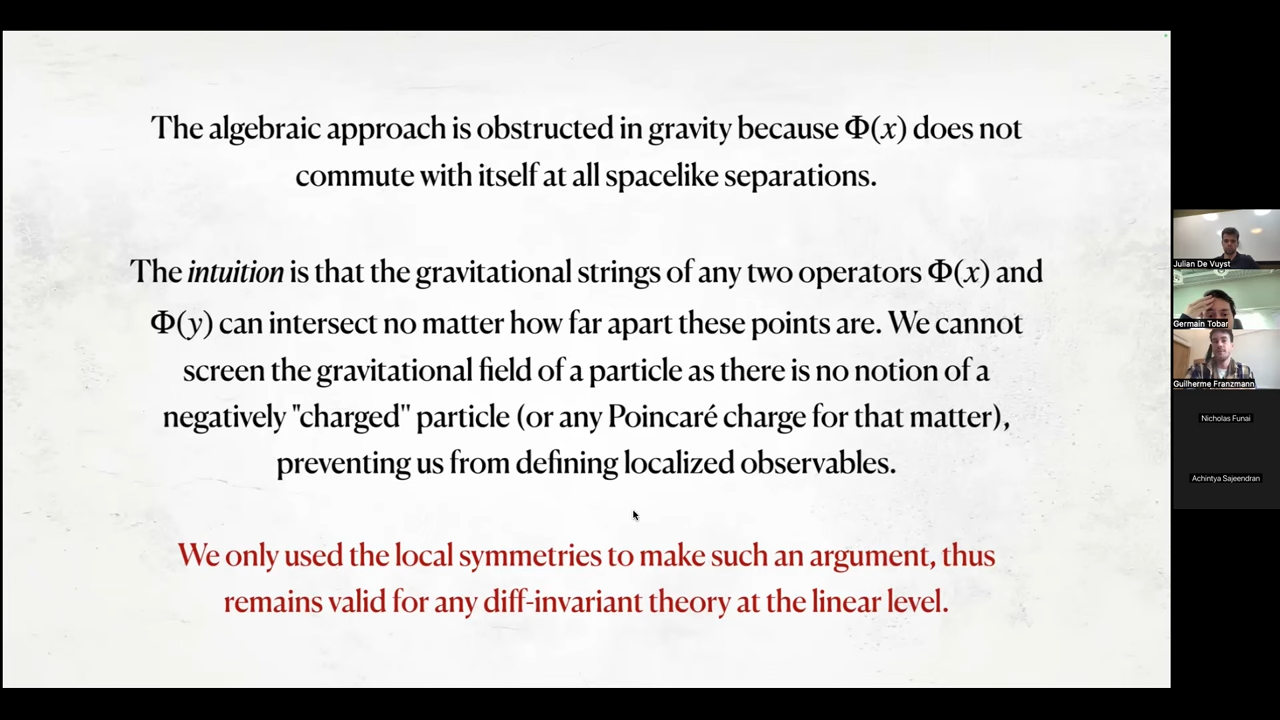 The algebraic approach is obstructed in gravity because Φ(x) does not
commute with itself at all spacelike separations.
The intuition is that the gravitational strings of any two operators Φ(x) and
Φ(y) can intersect no matter how far apart these points are. We cannot
screen the gravitational field of a particle as there is no notion of a
negatively "charged" particle (or any Poincaré charge for that matter),
preventing us from defining localized observables.
We only used the local symmetries to make such an argument, thus
remains valid for any diff-invariant theory at the linear level.
Julian De Vuyst
Germain Tobar
Guilherme Franzmann
Nicholas Funai
Achintya Sajeendran